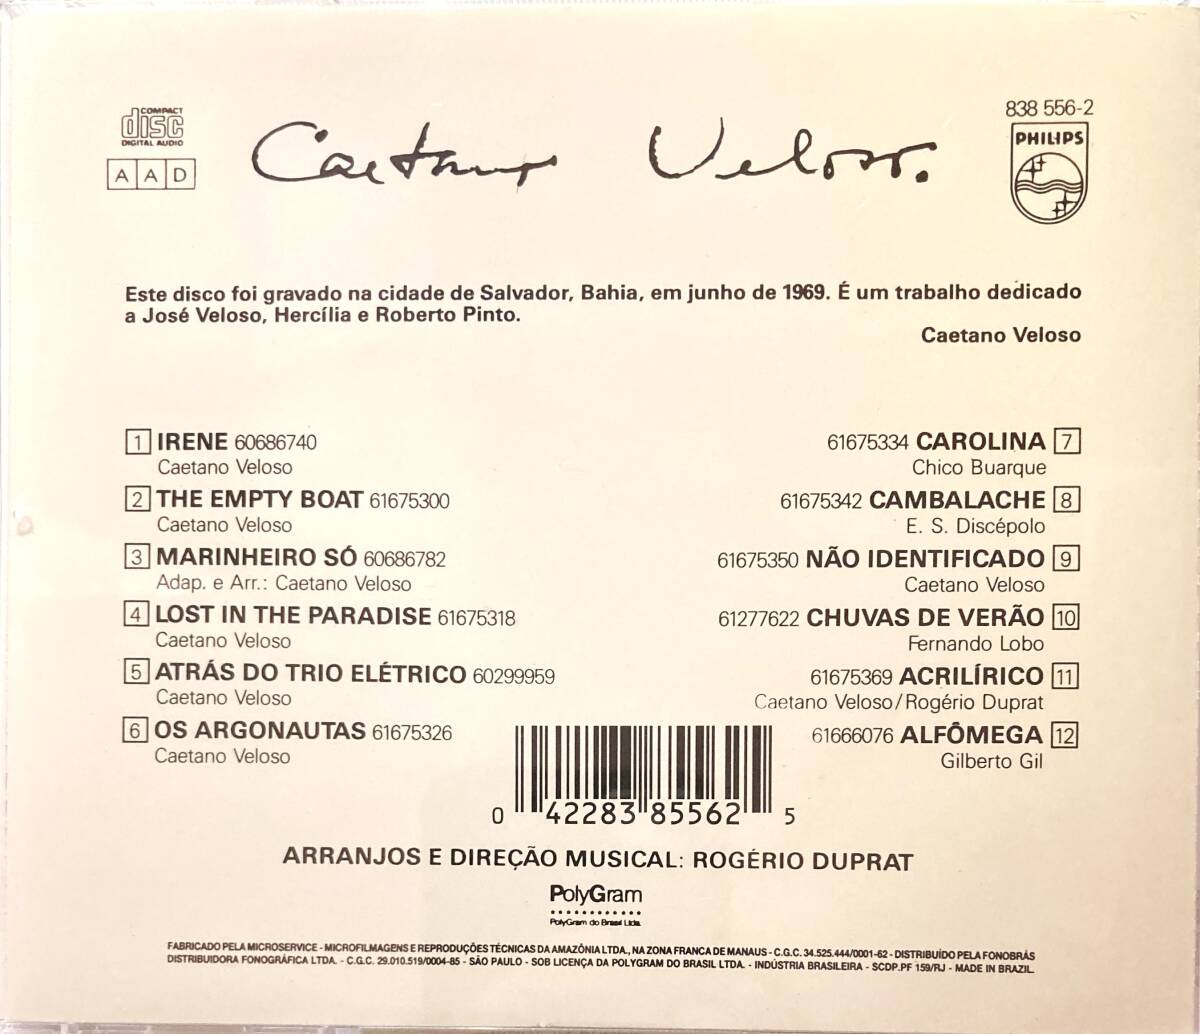 COMPACT
disc
DIGITAL AUDIO
AAD
Caetano Veloso.
838 556-2
PHILIPS
Este disco foi gravado na cidade de Salvador, Bahia, em junho de 1969. É um trabalho dedicado
a José Veloso, Hercília e Roberto Pinto.
Caetano Veloso
1 IRENE 60686740
Caetano Veloso
2 THE EMPTY BOAT 61675300
Caetano Veloso
3 MARINHEIRO SÓ 60686782
Adap. e Arr.: Caetano Veloso
4 LOST IN THE PARADISE 61675318
Caetano Veloso
5 ATRÁS DO TRIO ELÉTRICO 60299959
Caetano Veloso
6 OS ARGONAUTAS 61675326
Caetano Veloso
61675334 CAROLINA 7
Chico Buarque
61675342 CAMBALACHE 8
E. S. Discépolo
61675350 NÃO IDENTIFICADO 9
Caetano Veloso
61277622 CHUVAS DE VERÃO 10
Fernando Lobo
61675369 ACRILÍRICO 11
Caetano Veloso/Rogério Duprat
61666076 ALFÔMEGA 12
Gilberto Gil
0 42283 85562 5
ARRANJOS E DIREÇÃO MUSICAL: ROGÉRIO DUPRAT
PolyGram
PolyGram do Brasil Ltda.
FABRICADO PELA MICROSERVICE - MICROFILMAGENS E REPRODUÇÕES TÉCNICAS DA AMAZÔNIA LTDA., NA ZONA FRANCA DE MANAUS - C.G.C. 34.525.444/0001-62 - DISTRIBUÍDO PELA FONOBRÁS
DISTRIBUIDORA FONOGRÁFICA LTDA. - C.G.C. 29.010.519/0004-85 - SÃO PAULO - SOB LICENÇA DA POLYGRAM DO BRASIL LTDA. - INDÚSTRIA BRASILEIRA - SCDP.PF 159/RJ - MADE IN BRAZIL.